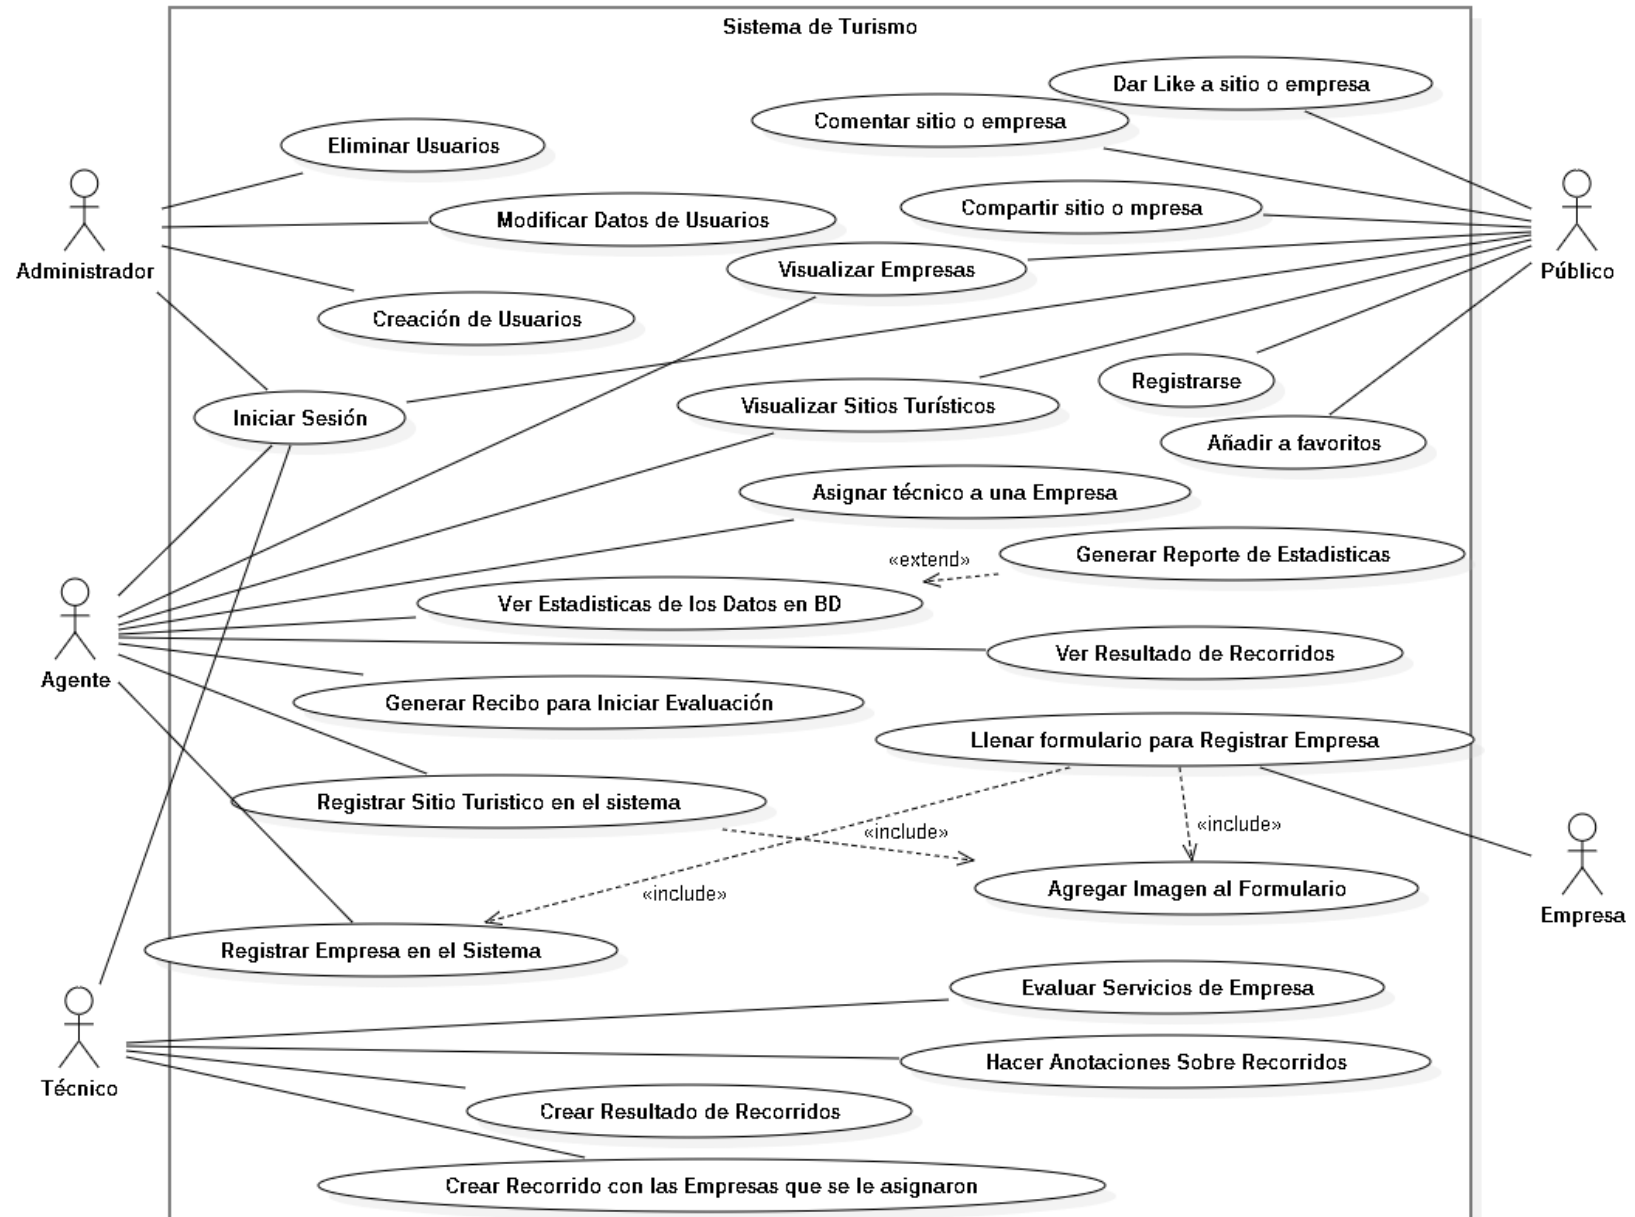 Sistema de Turismo
Dar Like a sitio o empresa
Comentar sitio o empresa
Eliminar Usuarios
Compartir sitio o mpresa
Modificar Datos de Usuarios
Administrador
Visualizar Empresas
Público
Creación de Usuarios
Registrarse
Visualizar Sitios Turísticos
Iniciar Sesión
Añadir a favoritos
Asignar técnico a una Empresa
«extend»
Generar Reporte de Estadisticas
Ver Estadisticas de los Datos en BD
Ver Resultado de Recorridos
Agente
Generar Recibo para Iniciar Evaluación
Llenar formulario para Registrar Empresa
Registrar Sitio Turistico en el sistema
«include»
«include»
Agregar Imagen al Formulario
«include»
Empresa
Registrar Empresa en el Sistema
Evaluar Servicios de Empresa
Hacer Anotaciones Sobre Recorridos
Técnico
Crear Resultado de Recorridos
Crear Recorrido con las Empresas que se le asignaron